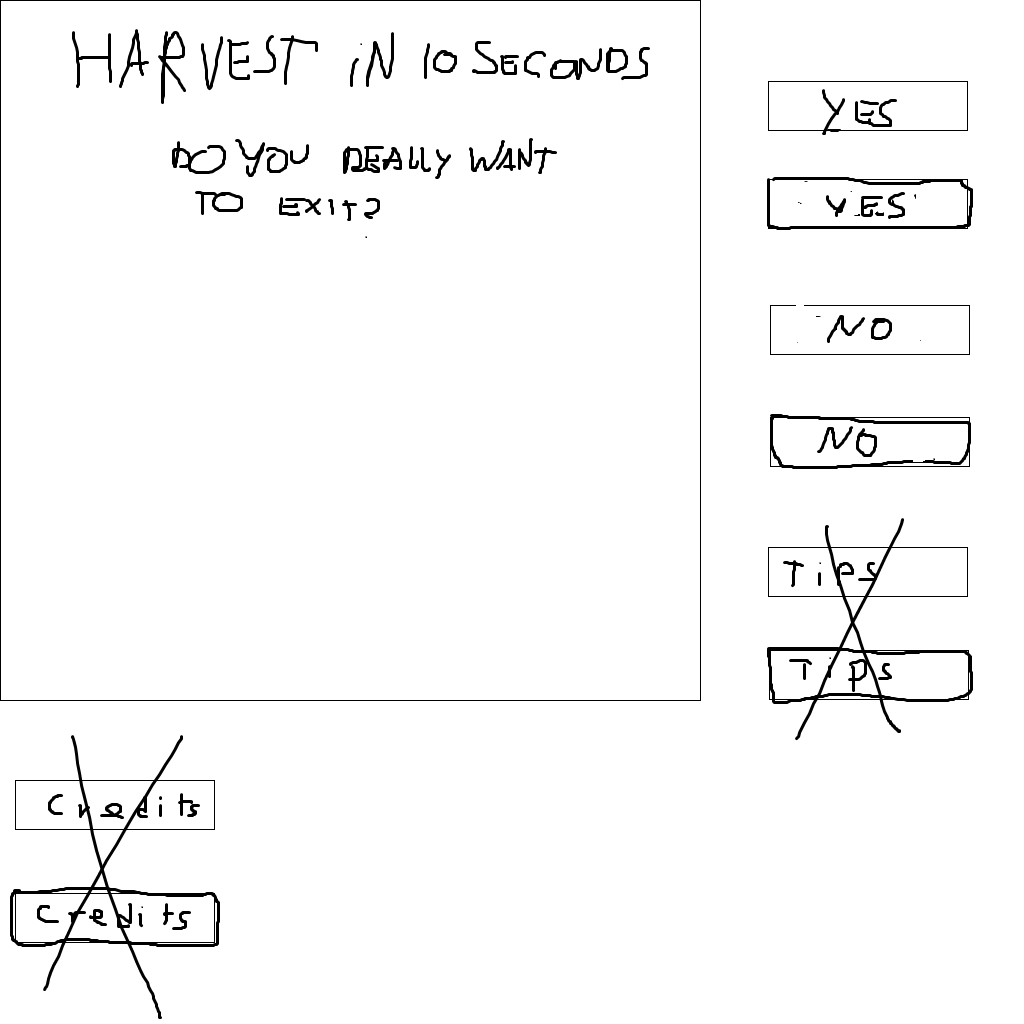 HARVEST iN 10 SECONDS
DO YOU REALLY WANT
TO EXIT?
YES
YES
NO
NO
Tips
Tips
Credits
Credits